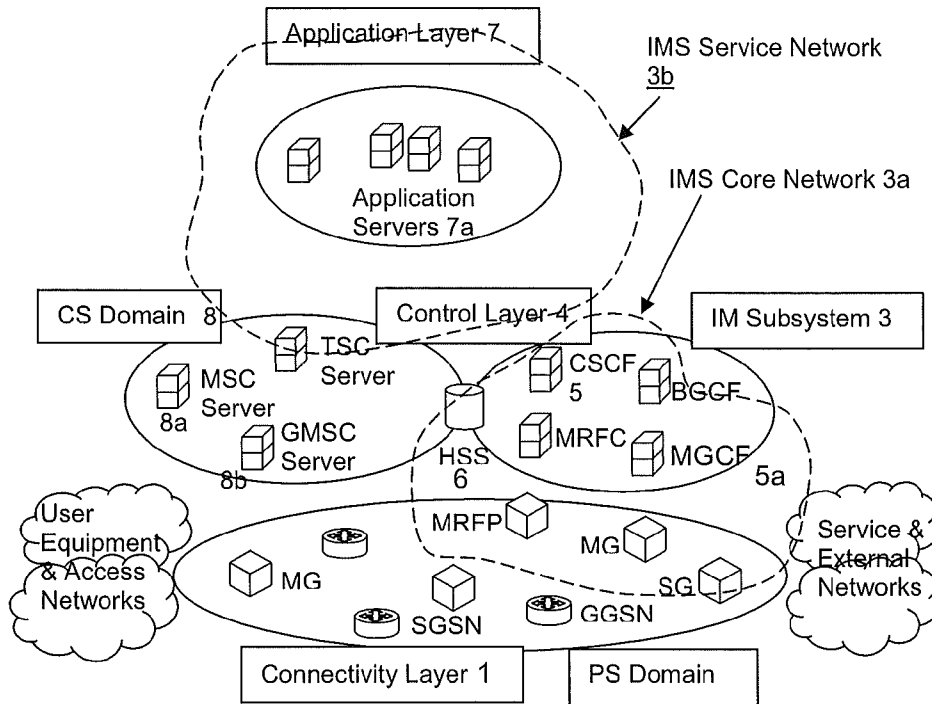 Application Layer 7
IMS Service Network
3b
IMS Core Network 3a
Application
Servers 7a
CS Domain 8
Control Layer 4
IM Subsystem 3
TSC
Server
MSC
Server
8a
GMSC
Server
8b
HSS
6
CSCF
5
BGCF
MRFC
MGCF
5a
User
Equipment
& Access
Networks
MRFP
MG
MG
SG
SGSN
GGSN
Service &
External
Networks
Connectivity Layer 1
PS Domain